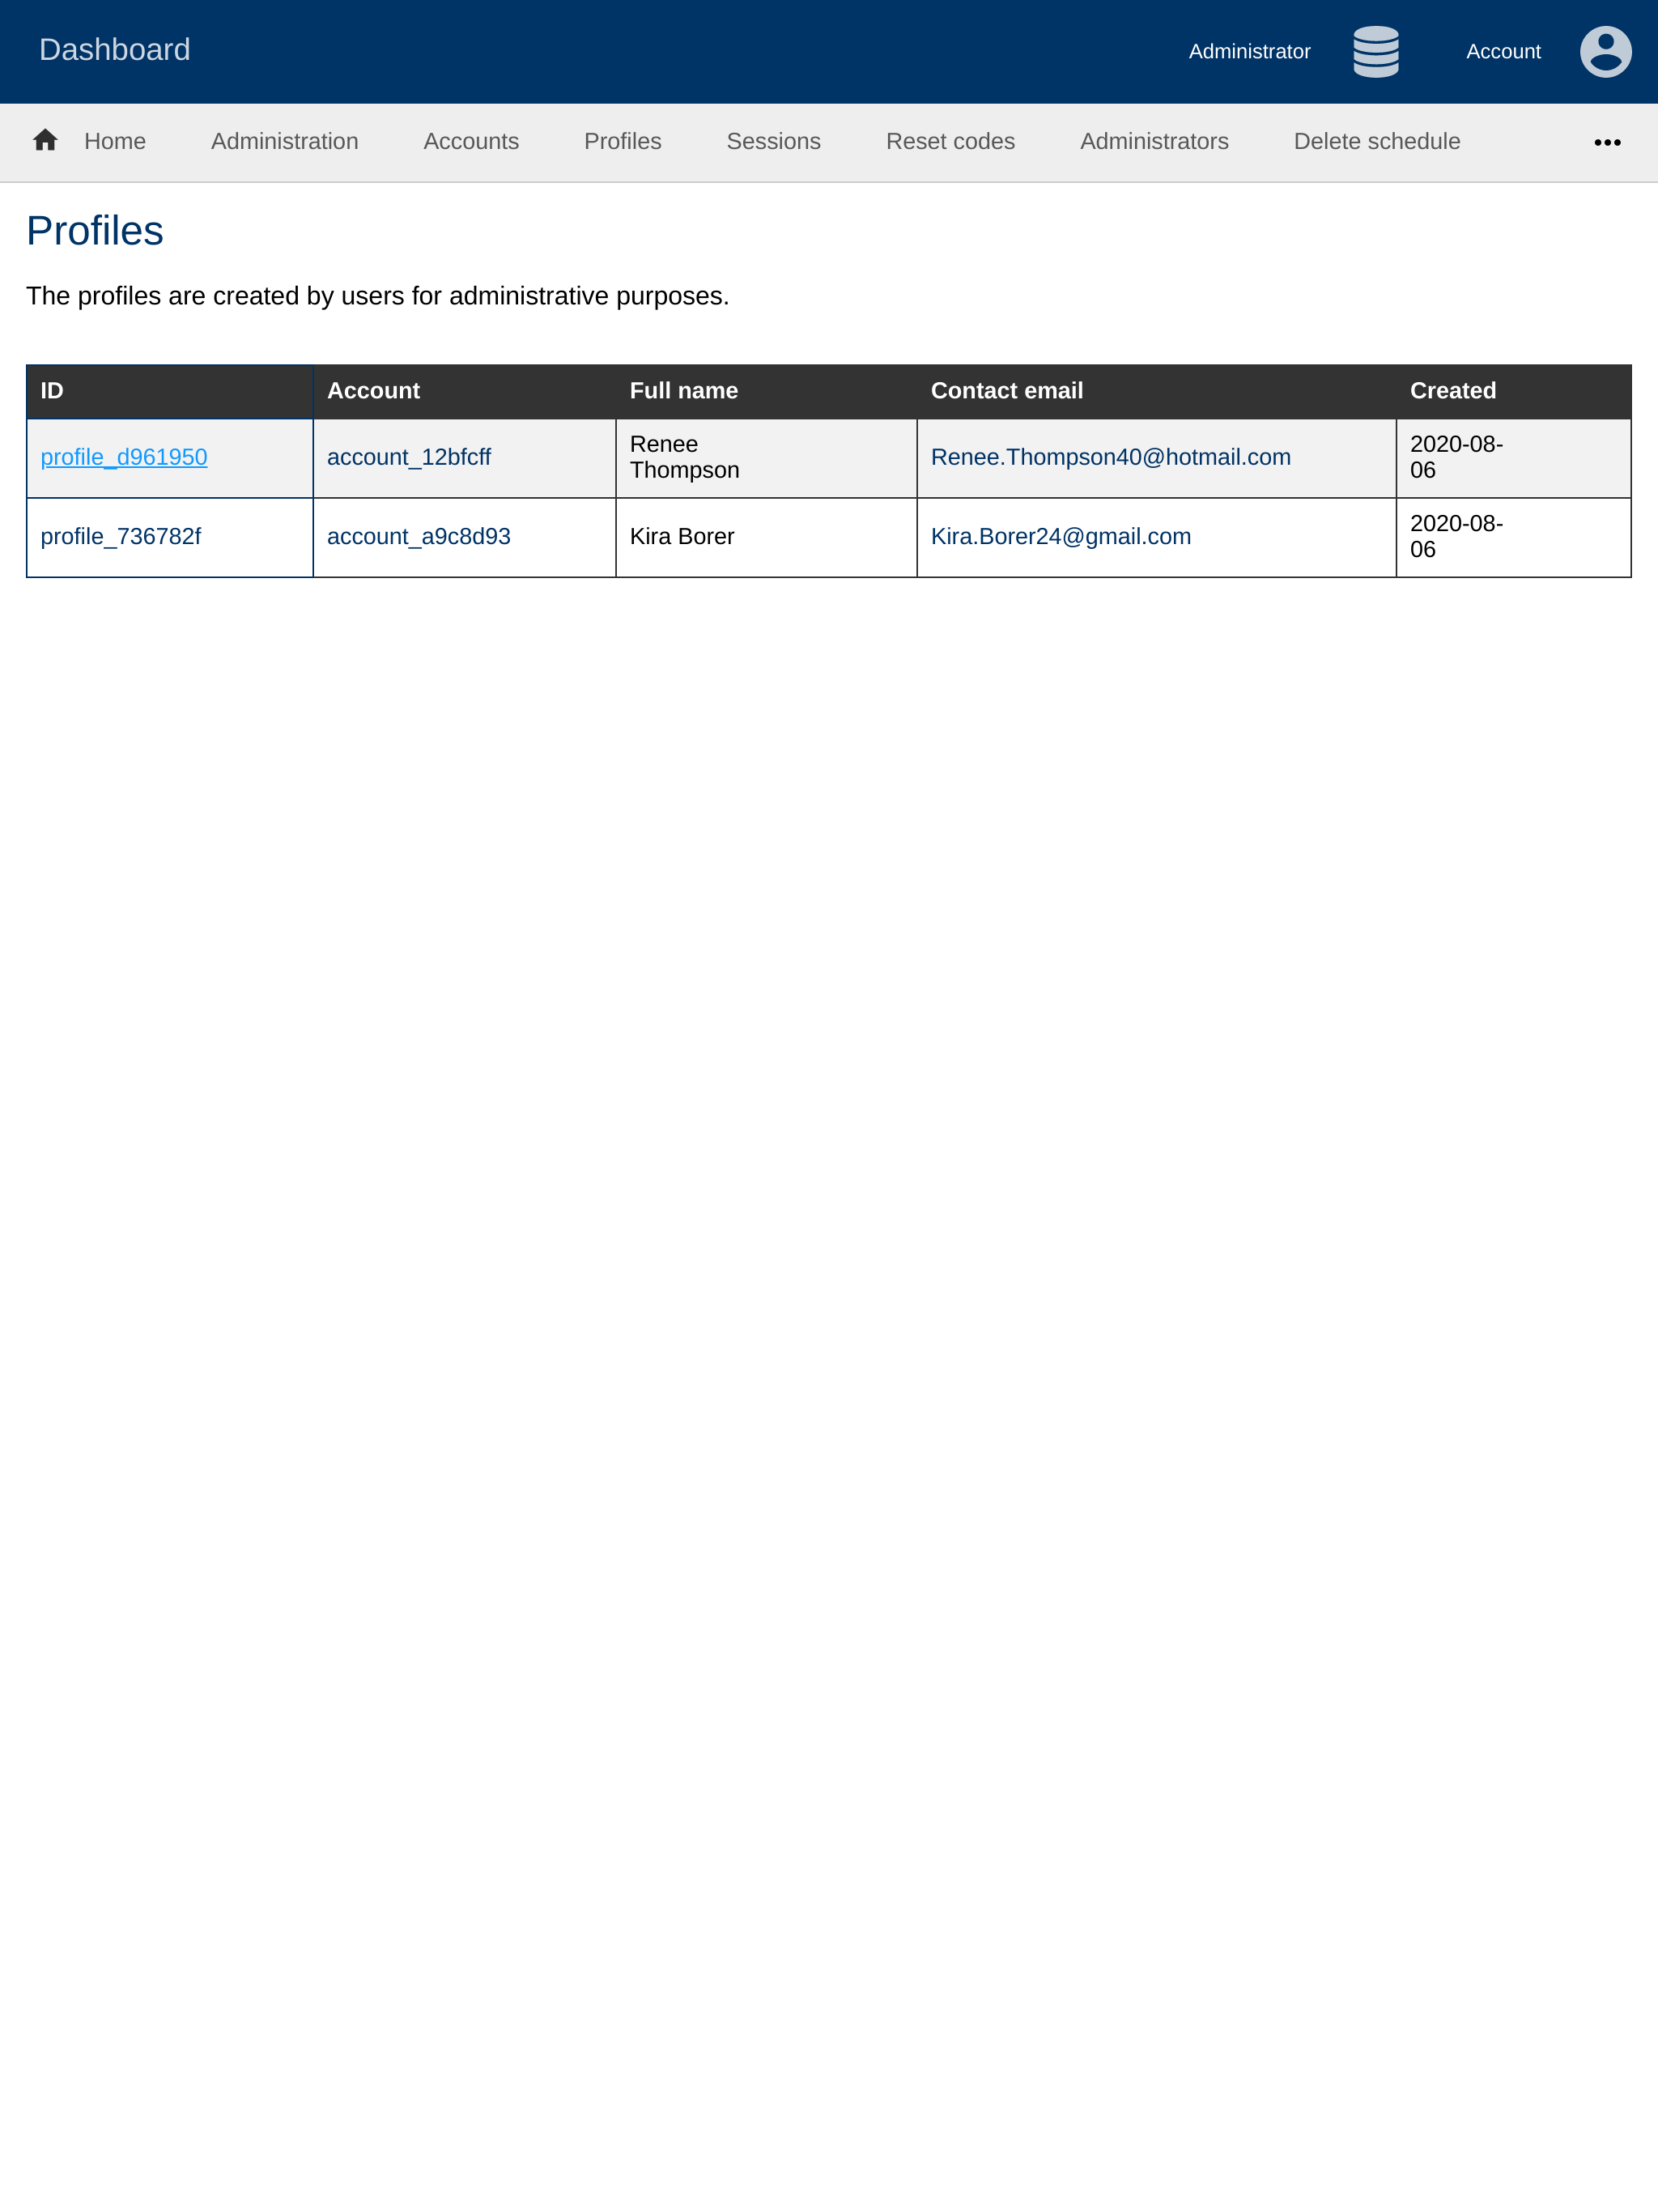 Dashboard Administrator Account
Home Administration Accounts Profiles Sessions Reset codes Administrators Delete schedule
Profiles
The profiles are created by users for administrative purposes.
ID Account Full name Contact email Created
profile_d961950 account_12bfcff Renee Thompson Renee.Thompson40@hotmail.com 2020-08-06
profile_736782f account_a9c8d93 Kira Borer Kira.Borer24@gmail.com 2020-08-06